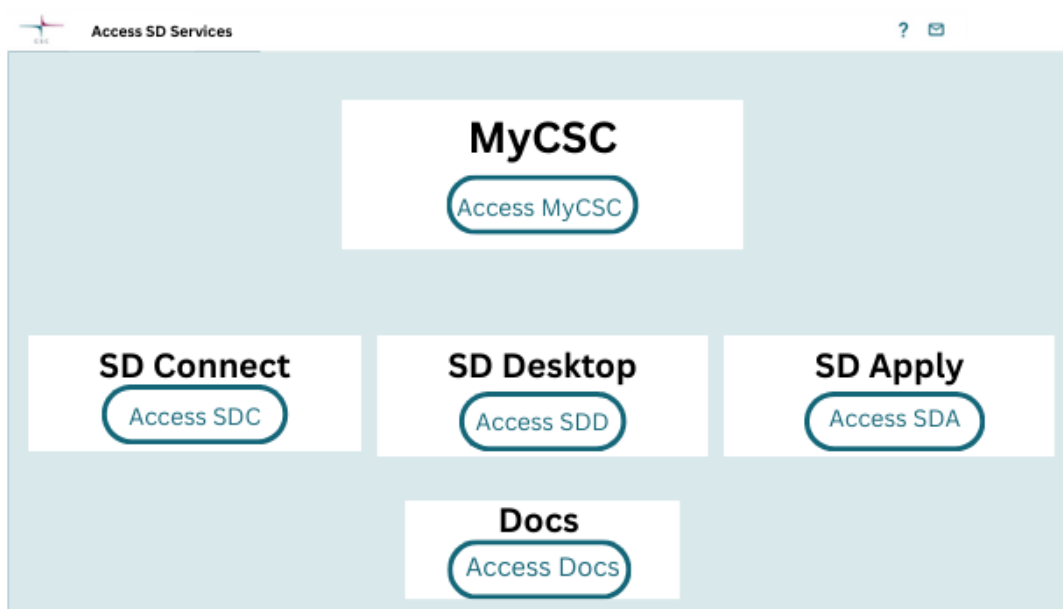 CSC
Access SD Services
?
MyCSC
Access MyCSC
SD Connect
Access SDC
SD Desktop
Access SDD
SD Apply
Access SDA
Docs
Access Docs